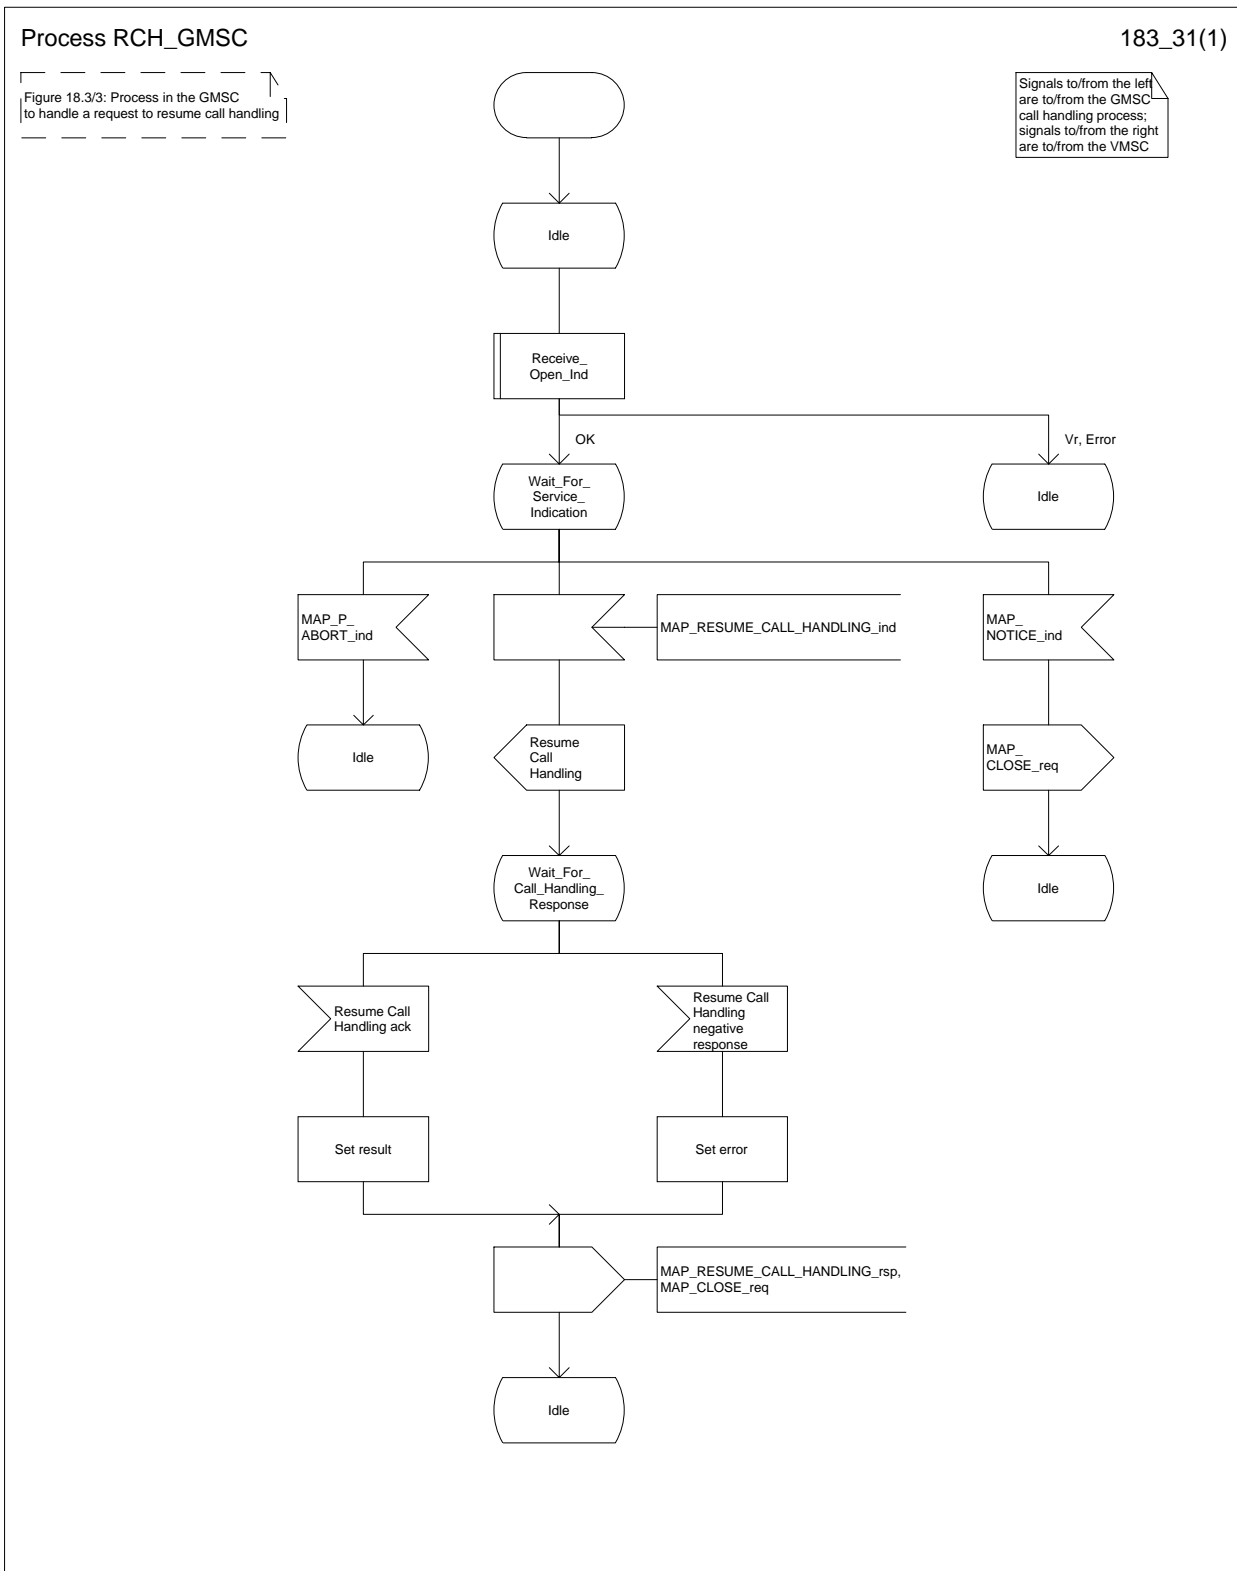 Process RCH_GMSC
183_31(1)
Figure 18.3/3: Process in the GMSC
to handle a request to resume call handling
Signals to/from the left
are to/from the GMSC
call handling process;
signals to/from the right
are to/from the VMSC
Idle
Receive_
Open_Ind
OK
Vr, Error
Wait_For_
Service_
Indication
Idle
MAP_P_
ABORT_ind
MAP_RESUME_CALL_HANDLING_ind
MAP_
NOTICE_ind
Idle
Resume
Call
Handling
MAP_
CLOSE_req
Wait_For_
Call_Handling_
Response
Idle
Resume Call
Handling ack
Resume Call
Handling
negative
response
Set result
Set error
MAP_RESUME_CALL_HANDLING_rsp,
MAP_CLOSE_req
Idle